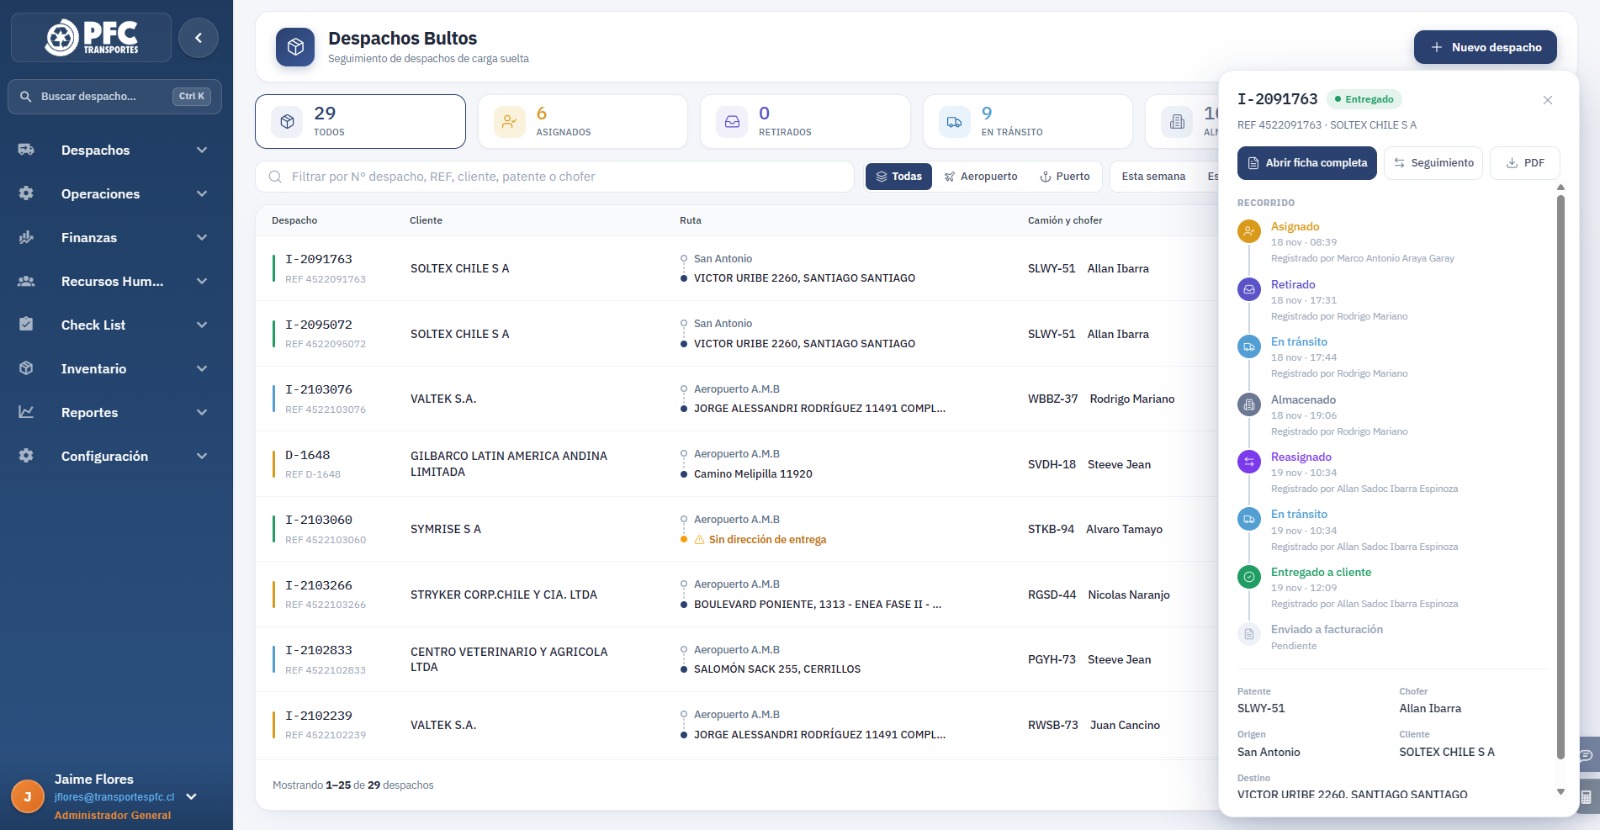 PFC
TRANSPORTES
Buscar despacho...
Ctrl K
Despachos
Operaciones
Finanzas
Recursos Hum...
Check List
Inventario
Reportes
Configuración
J
Jaime Flores
jflores@transportespfc.cl
Administrador General
Despachos Bultos
Seguimiento de despachos de carga suelta
Nuevo despacho
29
TODOS
6
ASIGNADOS
0
RETIRADOS
9
EN TRÁNSITO
Filtrar por N° despacho, REF, cliente, patente o chofer
Todas
Aeropuerto
Puerto
Esta semana
Despacho
Cliente
Ruta
Camión y chofer
I-2091763
REF 4522091763
SOLTEX CHILE S A
San Antonio
VICTOR URIBE 2260, SANTIAGO SANTIAGO
SLWY-51 Allan Ibarra
I-2095072
REF 4522095072
SOLTEX CHILE S A
San Antonio
VICTOR URIBE 2260, SANTIAGO SANTIAGO
SLWY-51 Allan Ibarra
I-2103076
REF 4522103076
VALTEK S.A.
Aeropuerto A.M.B
JORGE ALESSANDRI RODRÍGUEZ 11491 COMPL...
WBBZ-37 Rodrigo Mariano
D-1648
REF D-1648
GILBARCO LATIN AMERICA ANDINA
LIMITADA
Aeropuerto A.M.B
Camino Melipilla 11920
SVDH-18 Steeve Jean
I-2103060
REF 4522103060
SYMRISE S A
Aeropuerto A.M.B
Sin dirección de entrega
STKB-94 Alvaro Tamayo
I-2103266
REF 4522103266
STRYKER CORP.CHILE Y CIA. LTDA
Aeropuerto A.M.B
BOULEVARD PONIENTE, 1313 - ENEA FASE II - ...
RGSD-44 Nicolas Naranjo
I-2102833
REF 4522102833
CENTRO VETERINARIO Y AGRICOLA
LTDA
Aeropuerto A.M.B
SALOMÓN SACK 255, CERRILLOS
PGYH-73 Steeve Jean
I-2102239
REF 4522102239
VALTEK S.A.
Aeropuerto A.M.B
JORGE ALESSANDRI RODRÍGUEZ 11491 COMPL...
RWSB-73 Juan Cancino
Mostrando 1–25 de 29 despachos
I-2091763
Entregado
REF 4522091763 · SOLTEX CHILE S A
Abrir ficha completa
Seguimiento
PDF
RECORRIDO
Asignado
18 nov · 08:39
Registrado por Marco Antonio Araya Garay
Retirado
18 nov · 17:31
Registrado por Rodrigo Mariano
En tránsito
18 nov · 17:44
Registrado por Rodrigo Mariano
Almacenado
18 nov · 19:06
Registrado por Rodrigo Mariano
Reasignado
19 nov · 10:34
Registrado por Allan Sadoc Ibarra Espinoza
En tránsito
19 nov · 10:34
Registrado por Allan Sadoc Ibarra Espinoza
Entregado a cliente
19 nov · 12:09
Registrado por Allan Sadoc Ibarra Espinoza
Enviado a facturación
Pendiente
Patente
SLWY-51
Chofer
Allan Ibarra
Origen
San Antonio
Cliente
SOLTEX CHILE S A
Destino
VICTOR URIBE 2260, SANTIAGO SANTIAGO